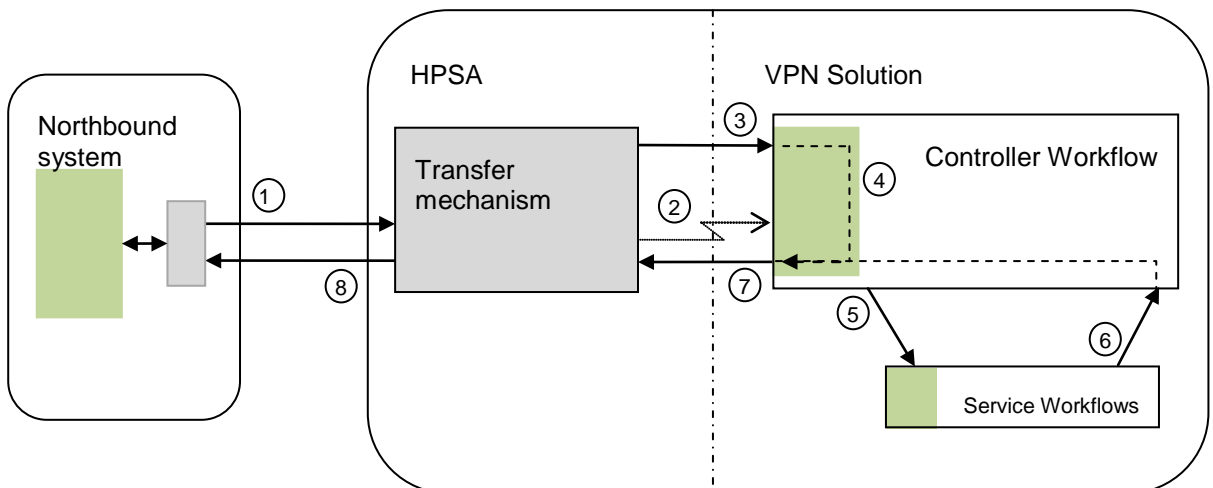 HPSA
VPN Solution
Northbound
system
Transfer
mechanism
Controller Workflow
Service Workflows
1
2
3
4
5
6
7
8